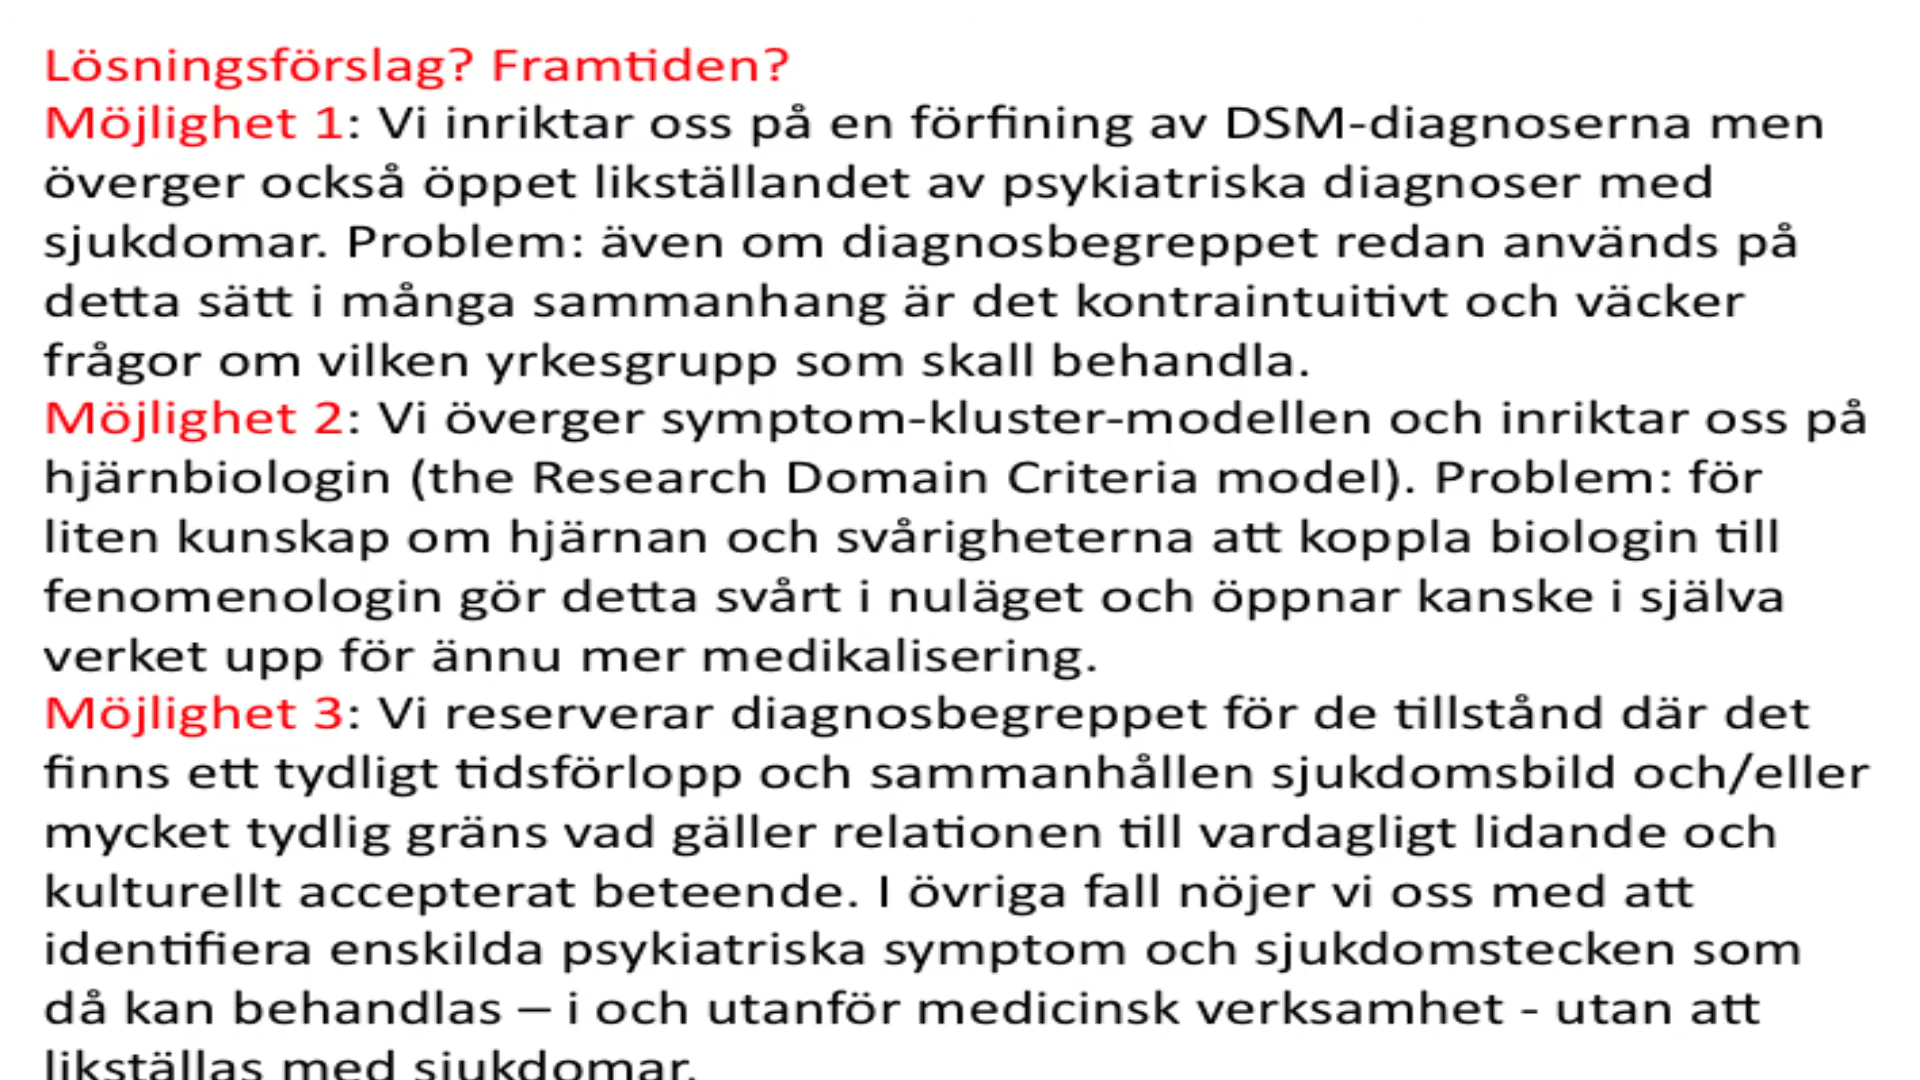 Lösningsförslag? Framtiden?
Möjlighet 1: Vi inriktar oss på en förfining av DSM-diagnoserna men
överger också öppet likställandet av psykiatriska diagnoser med
sjukdomar. Problem: även om diagnosbegreppet redan används på
detta sätt i många sammanhang är det kontraintuitivt och väcker
frågor om vilken yrkesgrupp som skall behandla.
Möjlighet 2: Vi överger symptom-kluster-modellen och inriktar oss på
hjärnbiologin (the Research Domain Criteria model). Problem: för
liten kunskap om hjärnan och svårigheterna att koppla biologin till
fenomenologin gör detta svårt i nuläget och öppnar kanske i själva
verket upp för ännu mer medikalisering.
Möjlighet 3: Vi reserverar diagnosbegreppet för de tillstånd där det
finns ett tydligt tidsförlopp och sammanhållen sjukdomsbild och/eller
mycket tydlig gräns vad gäller relationen till vardagligt lidande och
kulturellt accepterat beteende. I övriga fall nöjer vi oss med att
identifiera enskilda psykiatriska symptom och sjukdomstecken som
då kan behandlas – i och utanför medicinsk verksamhet - utan att
likställas med sjukdomar.